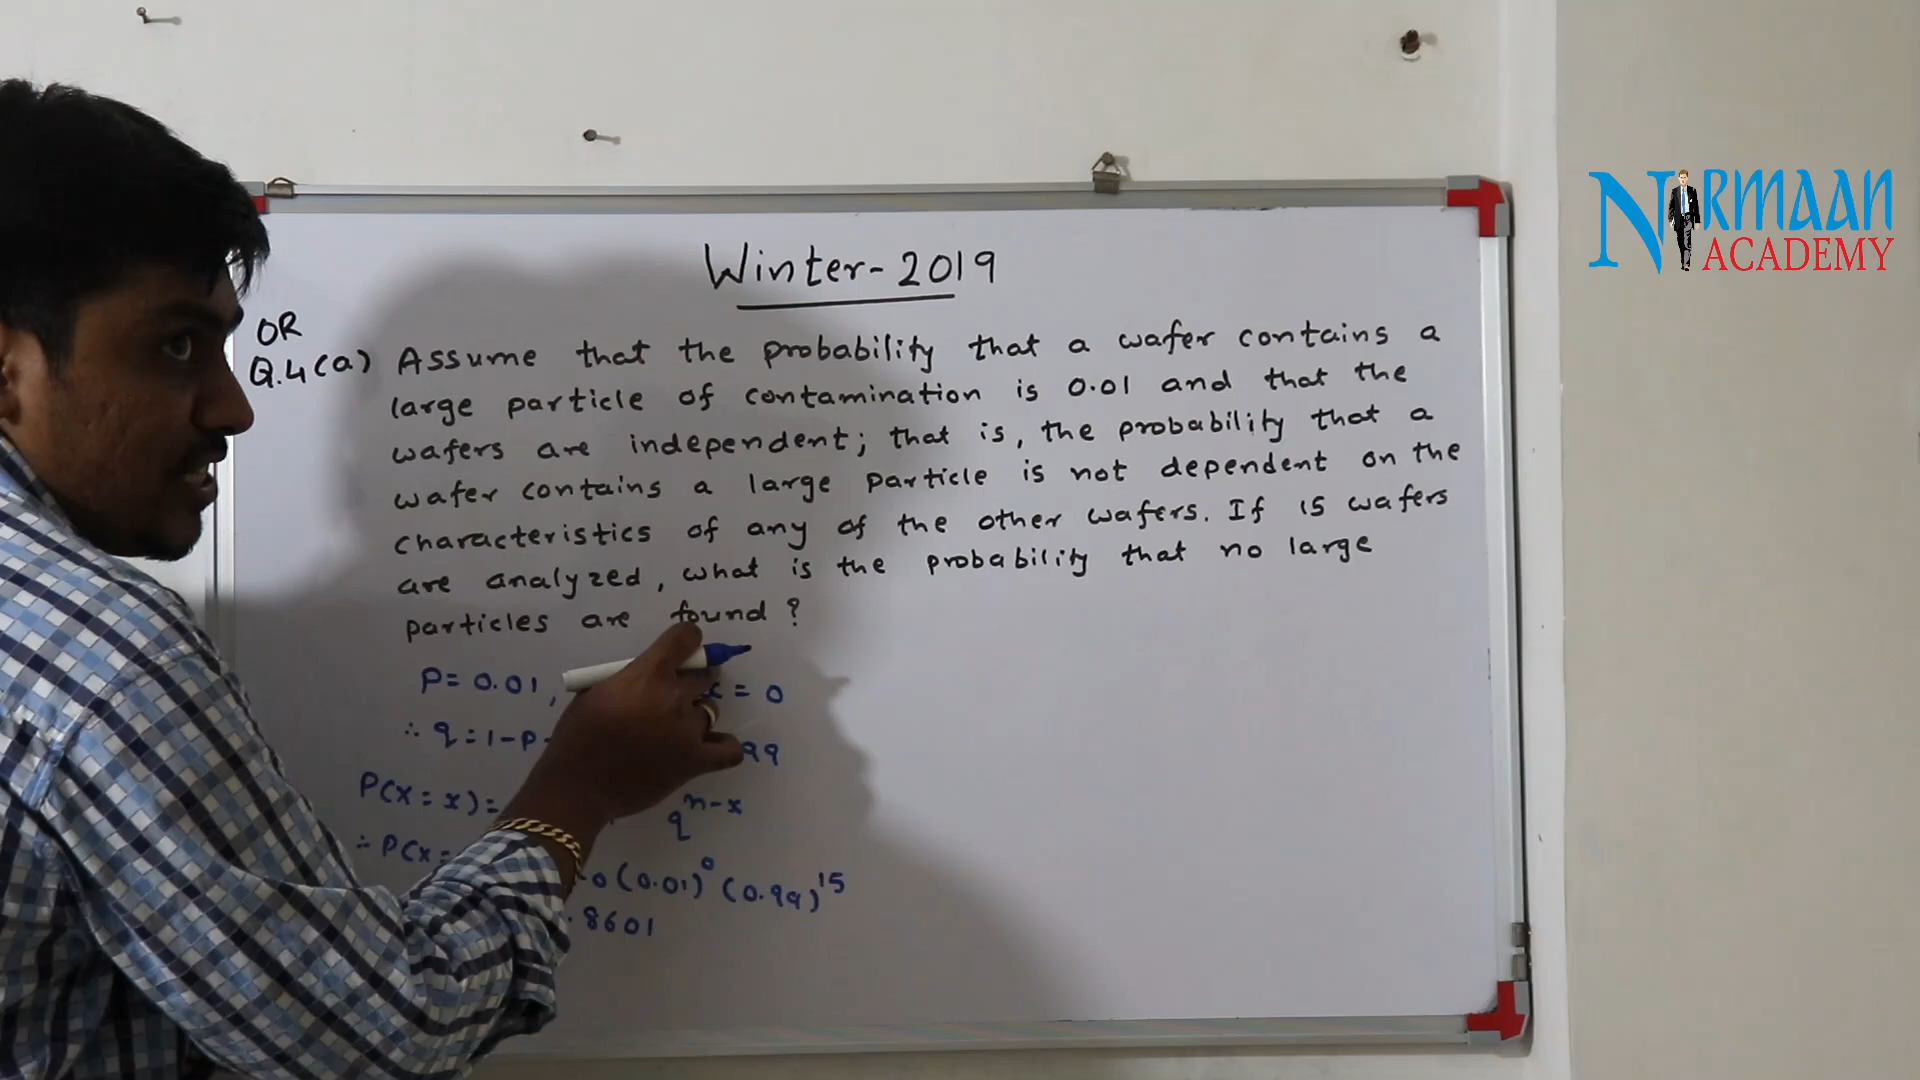 NIRMAAN
ACADEMY
Winter-2019
OR
Q.4(a) Assume that the probability that a wafer contains a
large particle of contamination is 0.01 and that the
wafers are independent; that is, the probability that a
wafer contains a large particle is not dependent on the
characteristics of any of the other wafers. If 15 wafers
are analyzed, what is the probability that no large
particles are found?
P= 0.01, x = 0
∴ q=1-P 99
P(X=x)= q^n-x
∴ P(X= 0 (0.01)^0 (0.99)^15
.8601